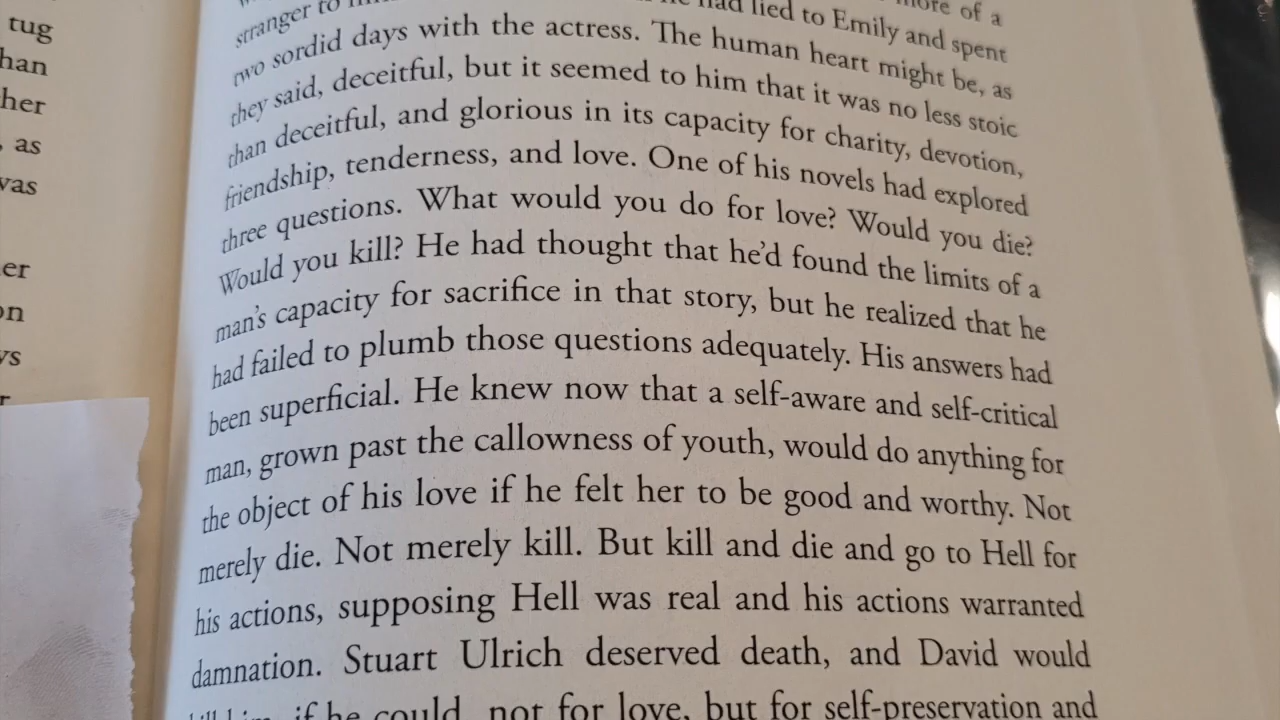 tug
han
her
, as
vas
er
on
ys
r
more of a
stranger to had lied to Emily and spent
two sordid days with the actress. The human heart might be, as
they said, deceitful, but it seemed to him that it was no less stoic
than deceitful, and glorious in its capacity for charity, devotion,
friendship, tenderness, and love. One of his novels had explored
three questions. What would you do for love? Would you die?
Would you kill? He had thought that he'd found the limits of a
man's capacity for sacrifice in that story, but he realized that he
had failed to plumb those questions adequately. His answers had
been superficial. He knew now that a self-aware and self-critical
man, grown past the callowness of youth, would do anything for
the object of his love if he felt her to be good and worthy. Not
merely die. Not merely kill. But kill and die and go to Hell for
his actions, supposing Hell was real and his actions warranted
damnation. Stuart Ulrich deserved death, and David would
if he could, not for love, but for self-preservation and